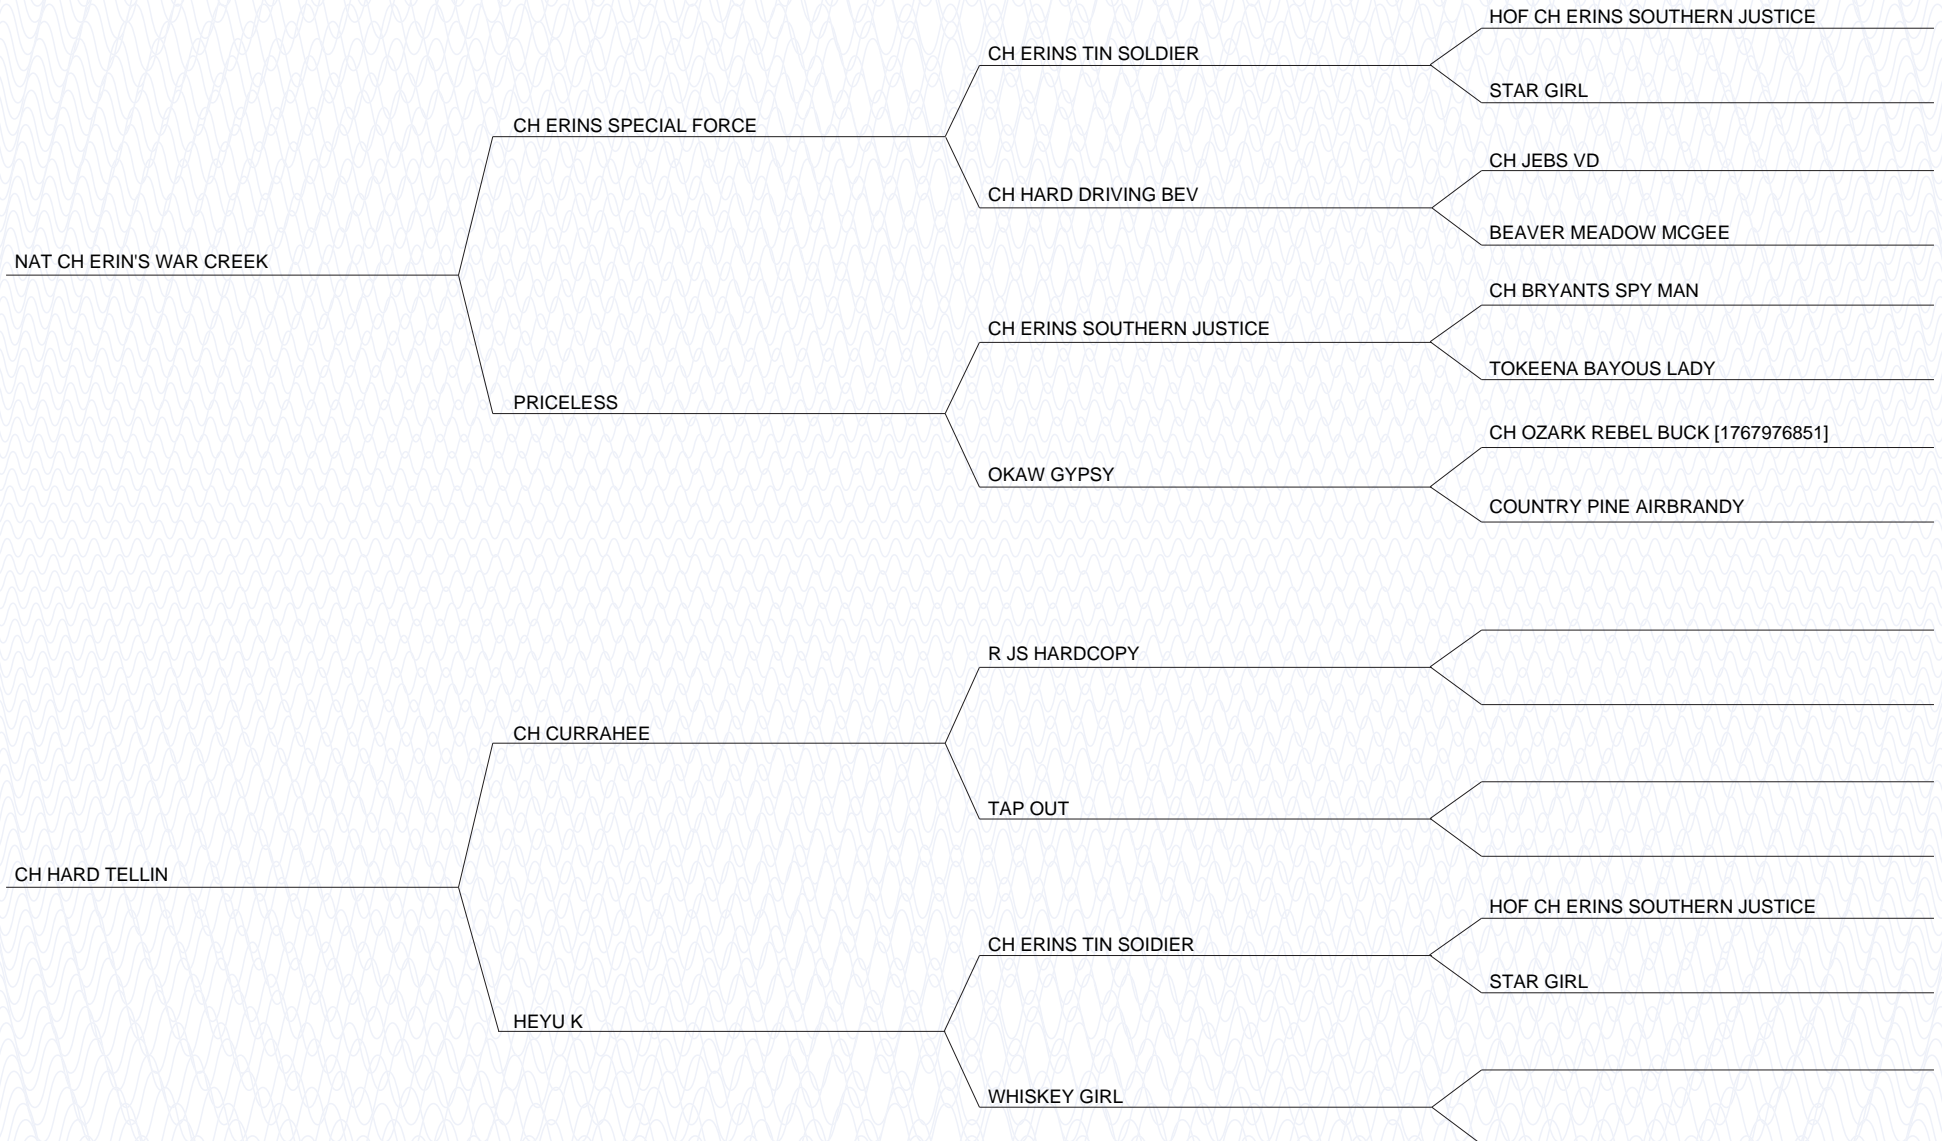 HOF CH ERINS SOUTHERN JUSTICE
CH ERINS TIN SOLDIER
STAR GIRL
CH ERINS SPECIAL FORCE
CH JEBS VD
CH HARD DRIVING BEV
BEAVER MEADOW MCGEE
NAT CH ERIN'S WAR CREEK
CH BRYANTS SPY MAN
CH ERINS SOUTHERN JUSTICE
TOKEENA BAYOUS LADY
PRICELESS
CH OZARK REBEL BUCK [1767976851]
OKAW GYPSY
COUNTRY PINE AIRBRANDY
R JS HARDCOPY
CH CURRAHEE
TAP OUT
CH HARD TELLIN
HOF CH ERINS SOUTHERN JUSTICE
CH ERINS TIN SOIDIER
STAR GIRL
HEYU K
WHISKEY GIRL